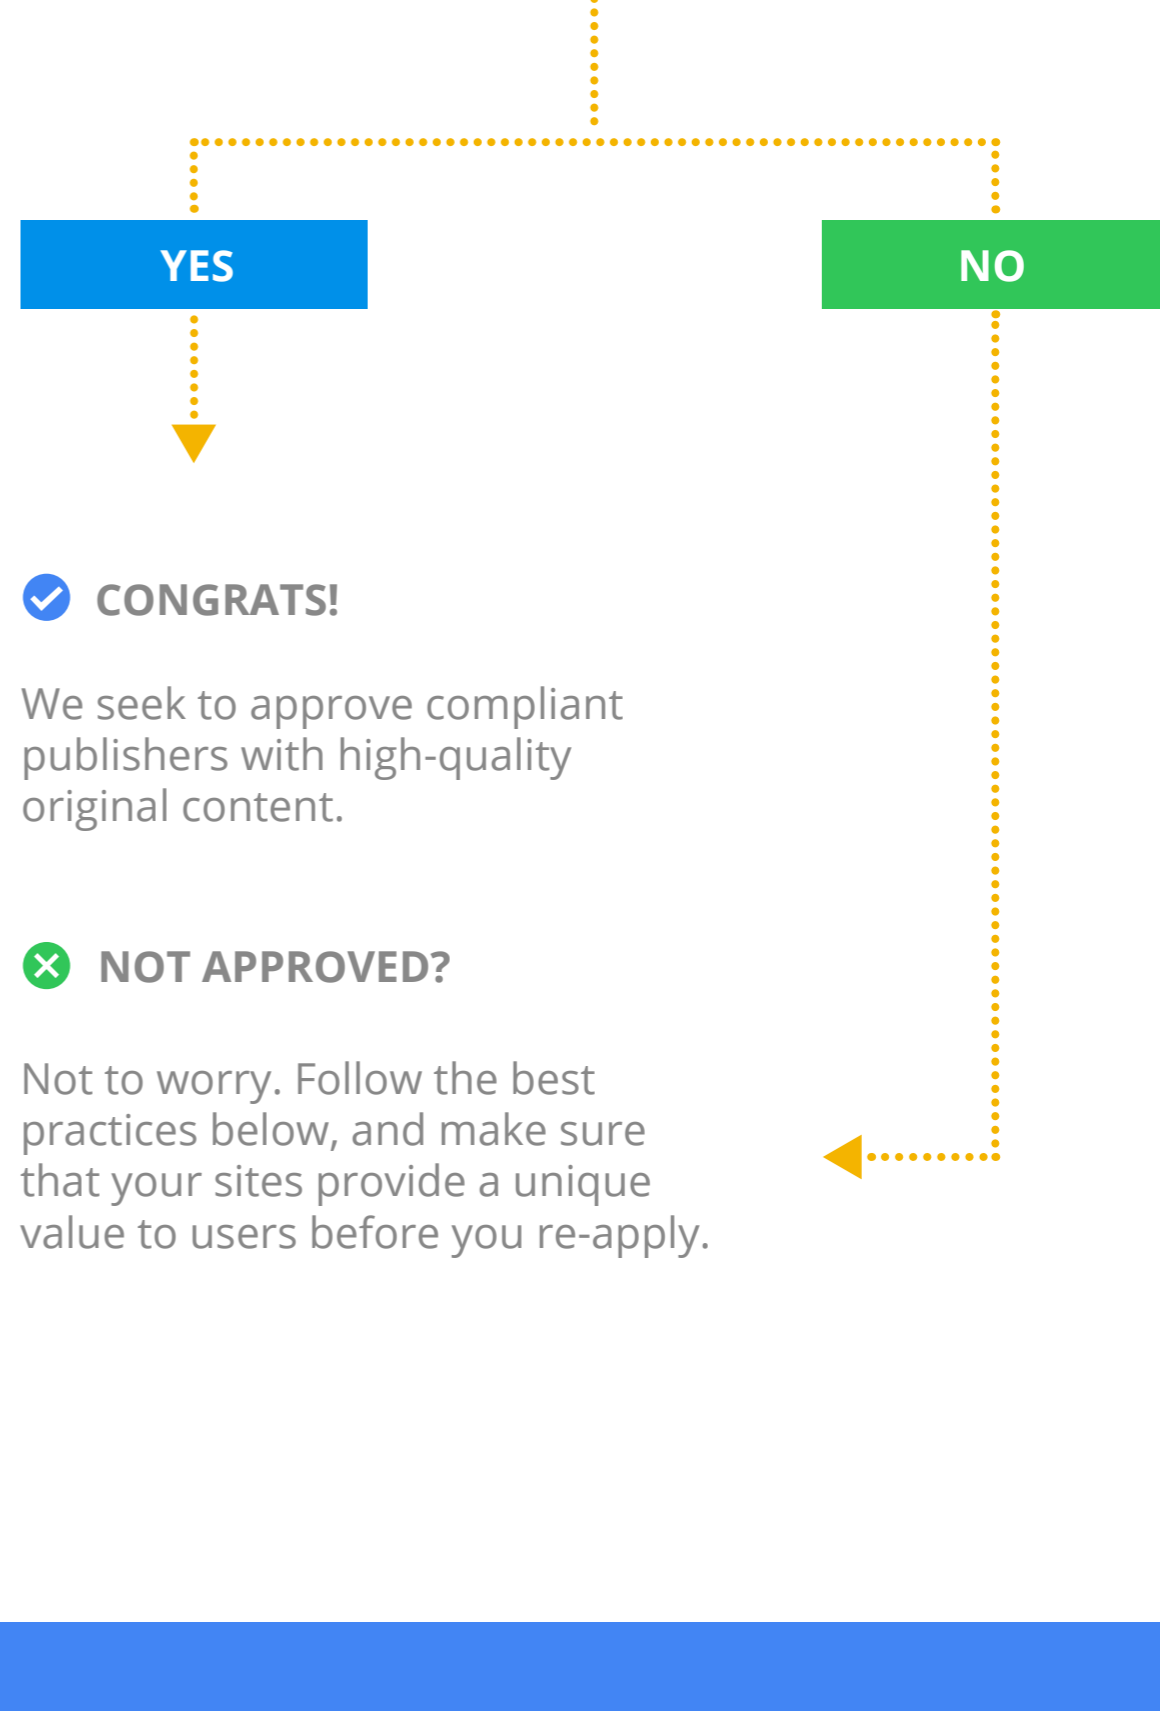 YES
NO
CONGRATS!
We seek to approve compliant
publishers with high-quality
original content.
NOT APPROVED?
Not to worry. Follow the best
practices below, and make sure
that your sites provide a unique
value to users before you re-apply.